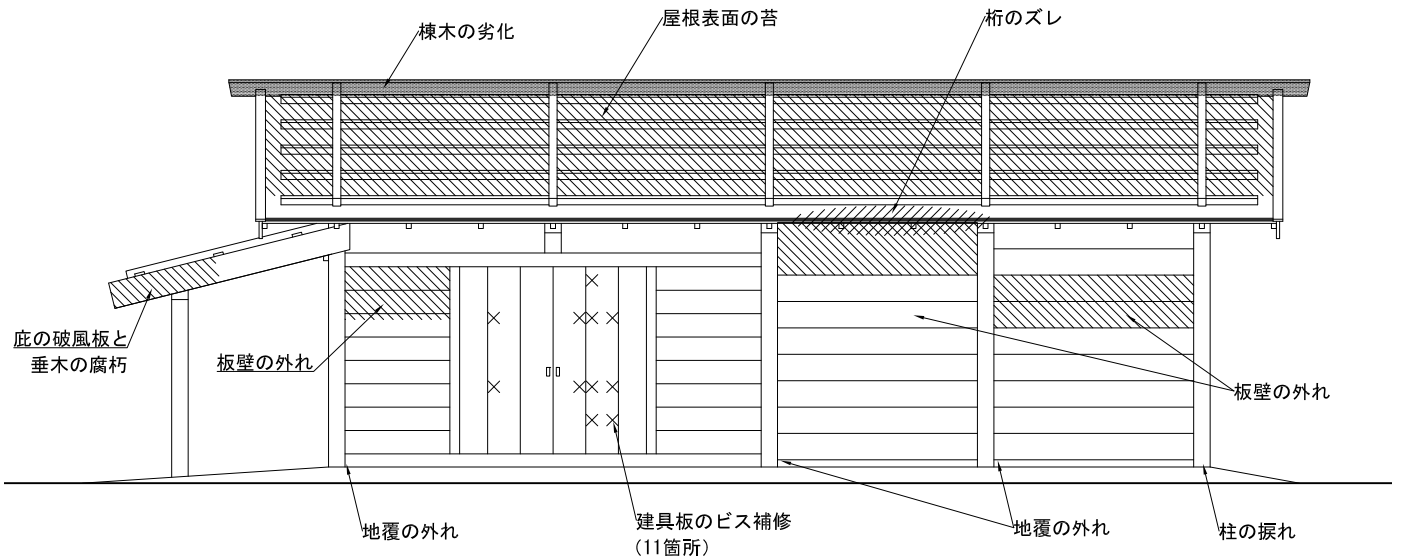 棟木の劣化
屋根表面の苔
桁のズレ
庇の破風板と
垂木の腐朽
板壁の外れ
板壁の外れ
地覆の外れ
建具板のビス補修
(11箇所)
地覆の外れ
柱の捩れ